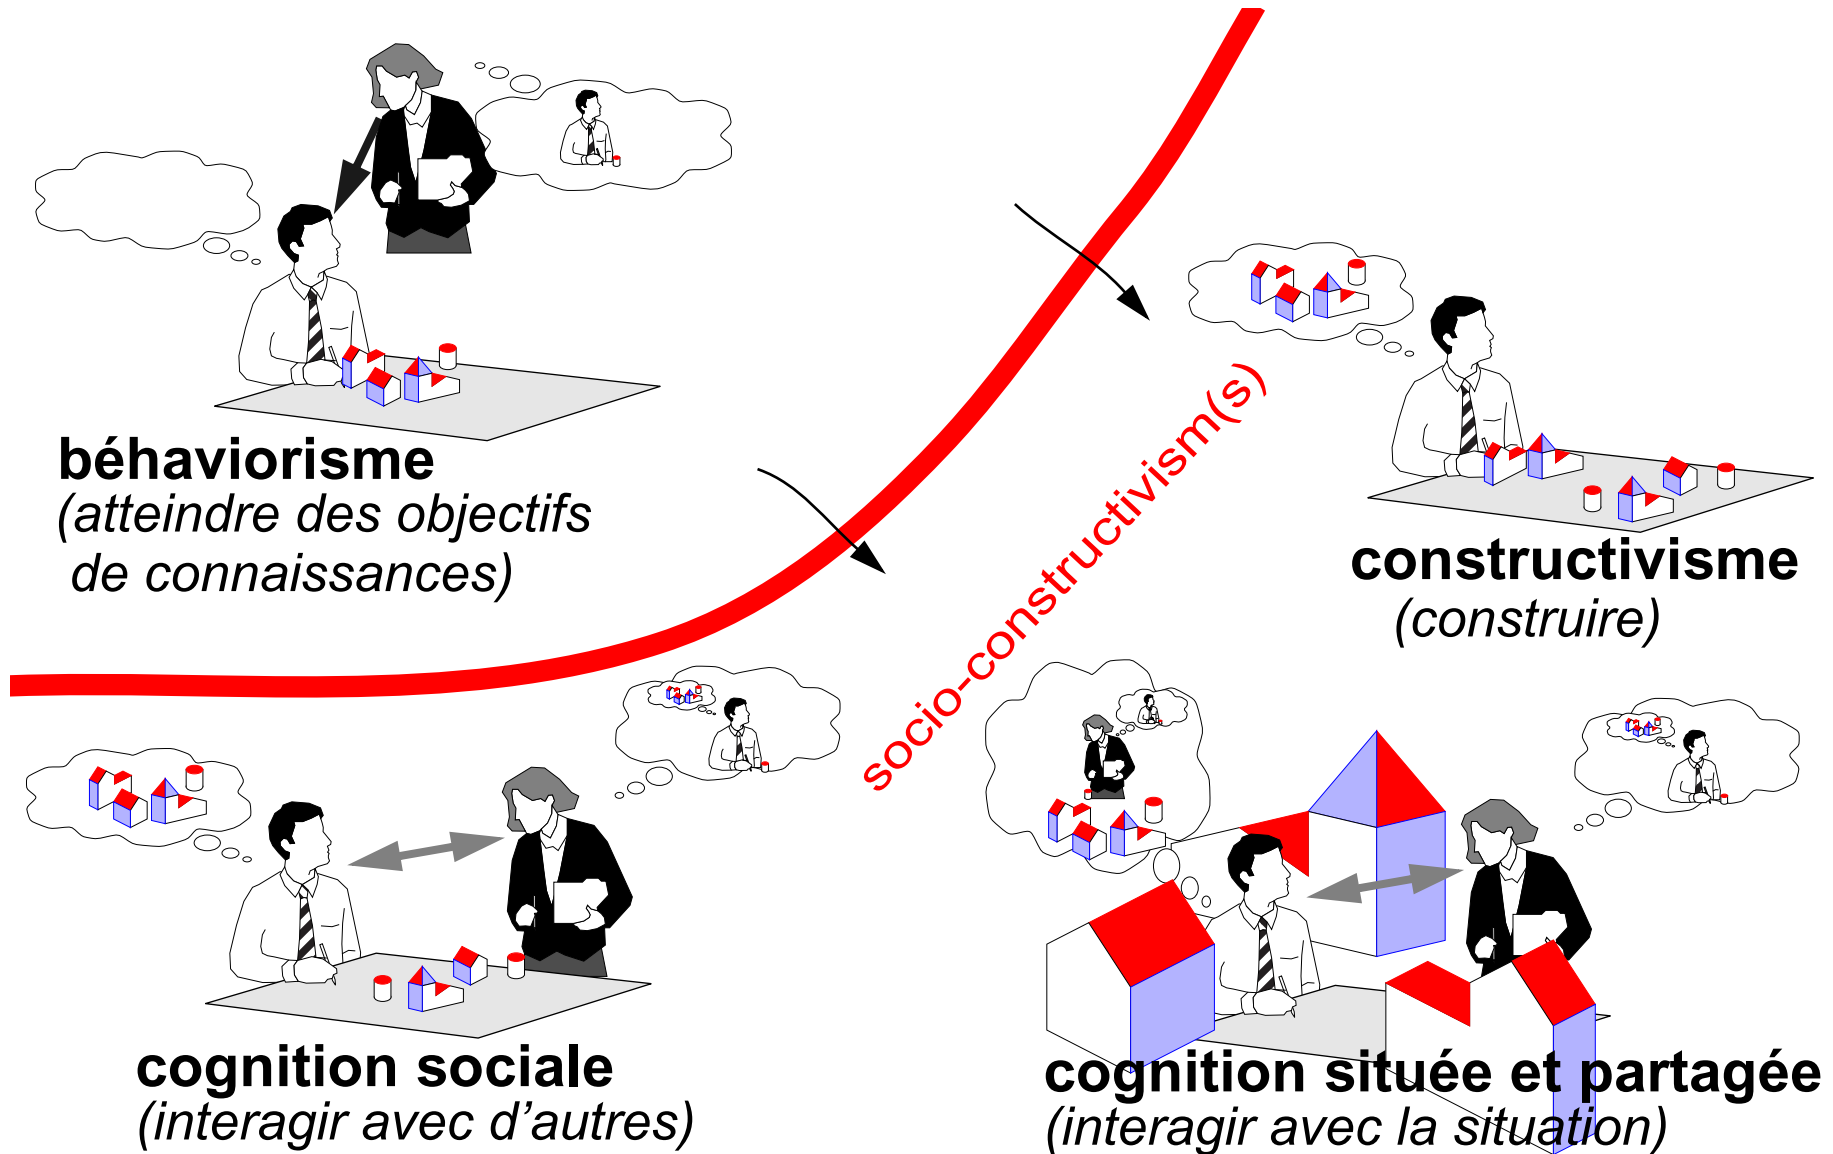 béhaviorisme
(atteindre des objectifs
de connaissances)
socio-constructivism(s)
constructivisme
(construire)
cognition sociale
(interagir avec d'autres)
cognition située et partagée
(interagir avec la situation)